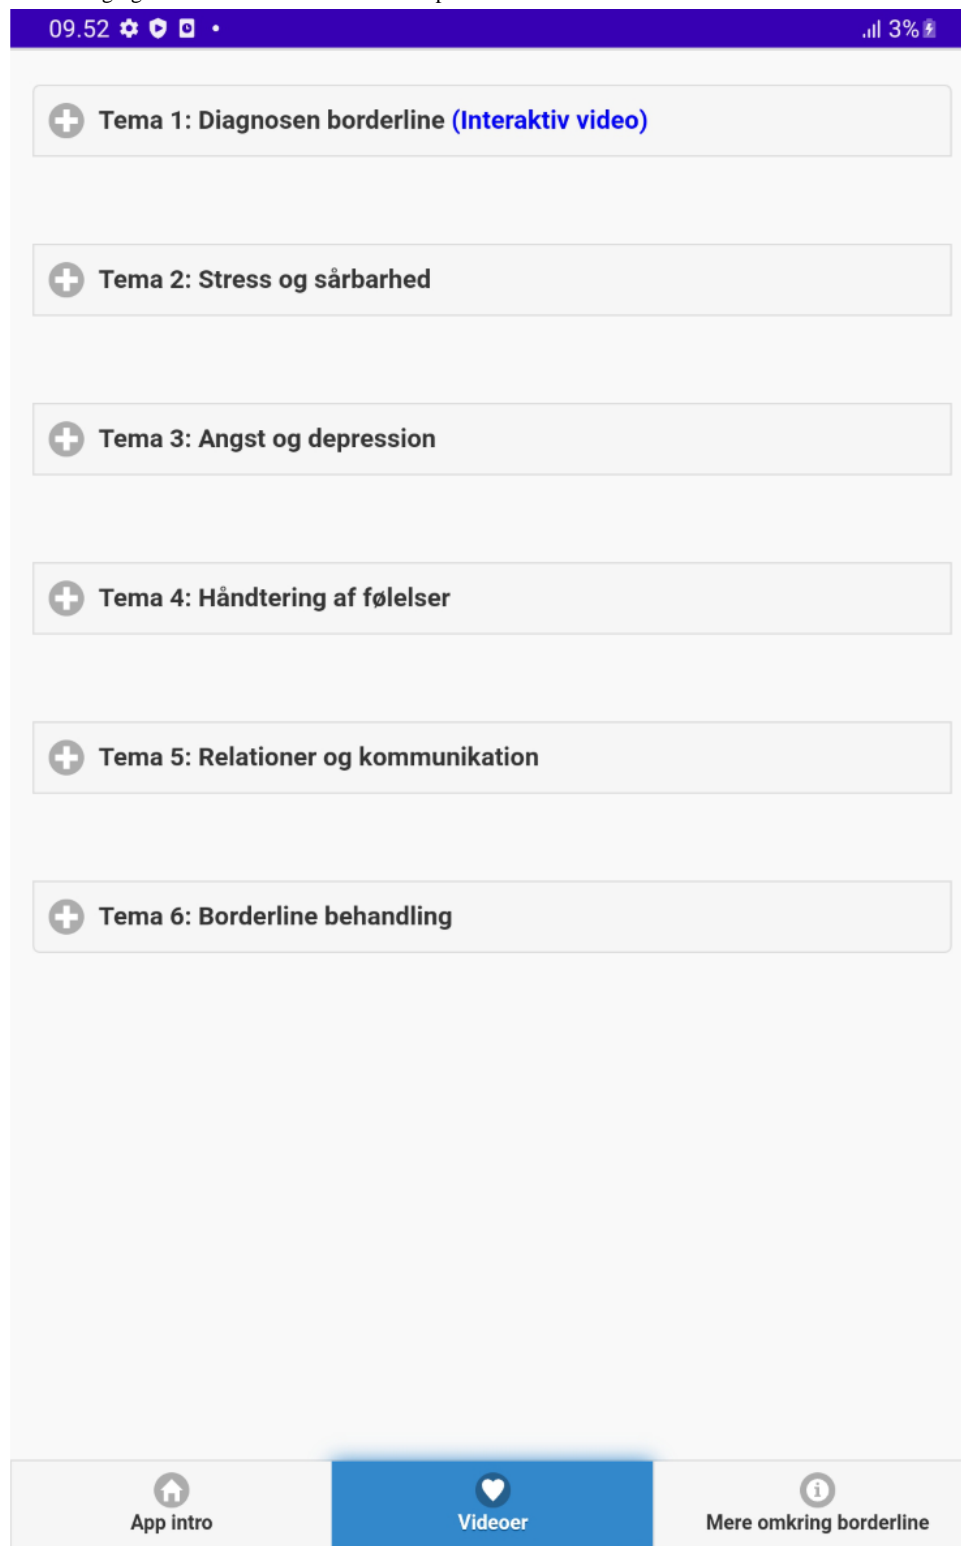 09.52
3%
Tema 1: Diagnosen borderline (Interaktiv video)
Tema 2: Stress og sårbarhed
Tema 3: Angst og depression
Tema 4: Håndtering af følelser
Tema 5: Relationer og kommunikation
Tema 6: Borderline behandling
App intro
Videoer
Mere omkring borderline